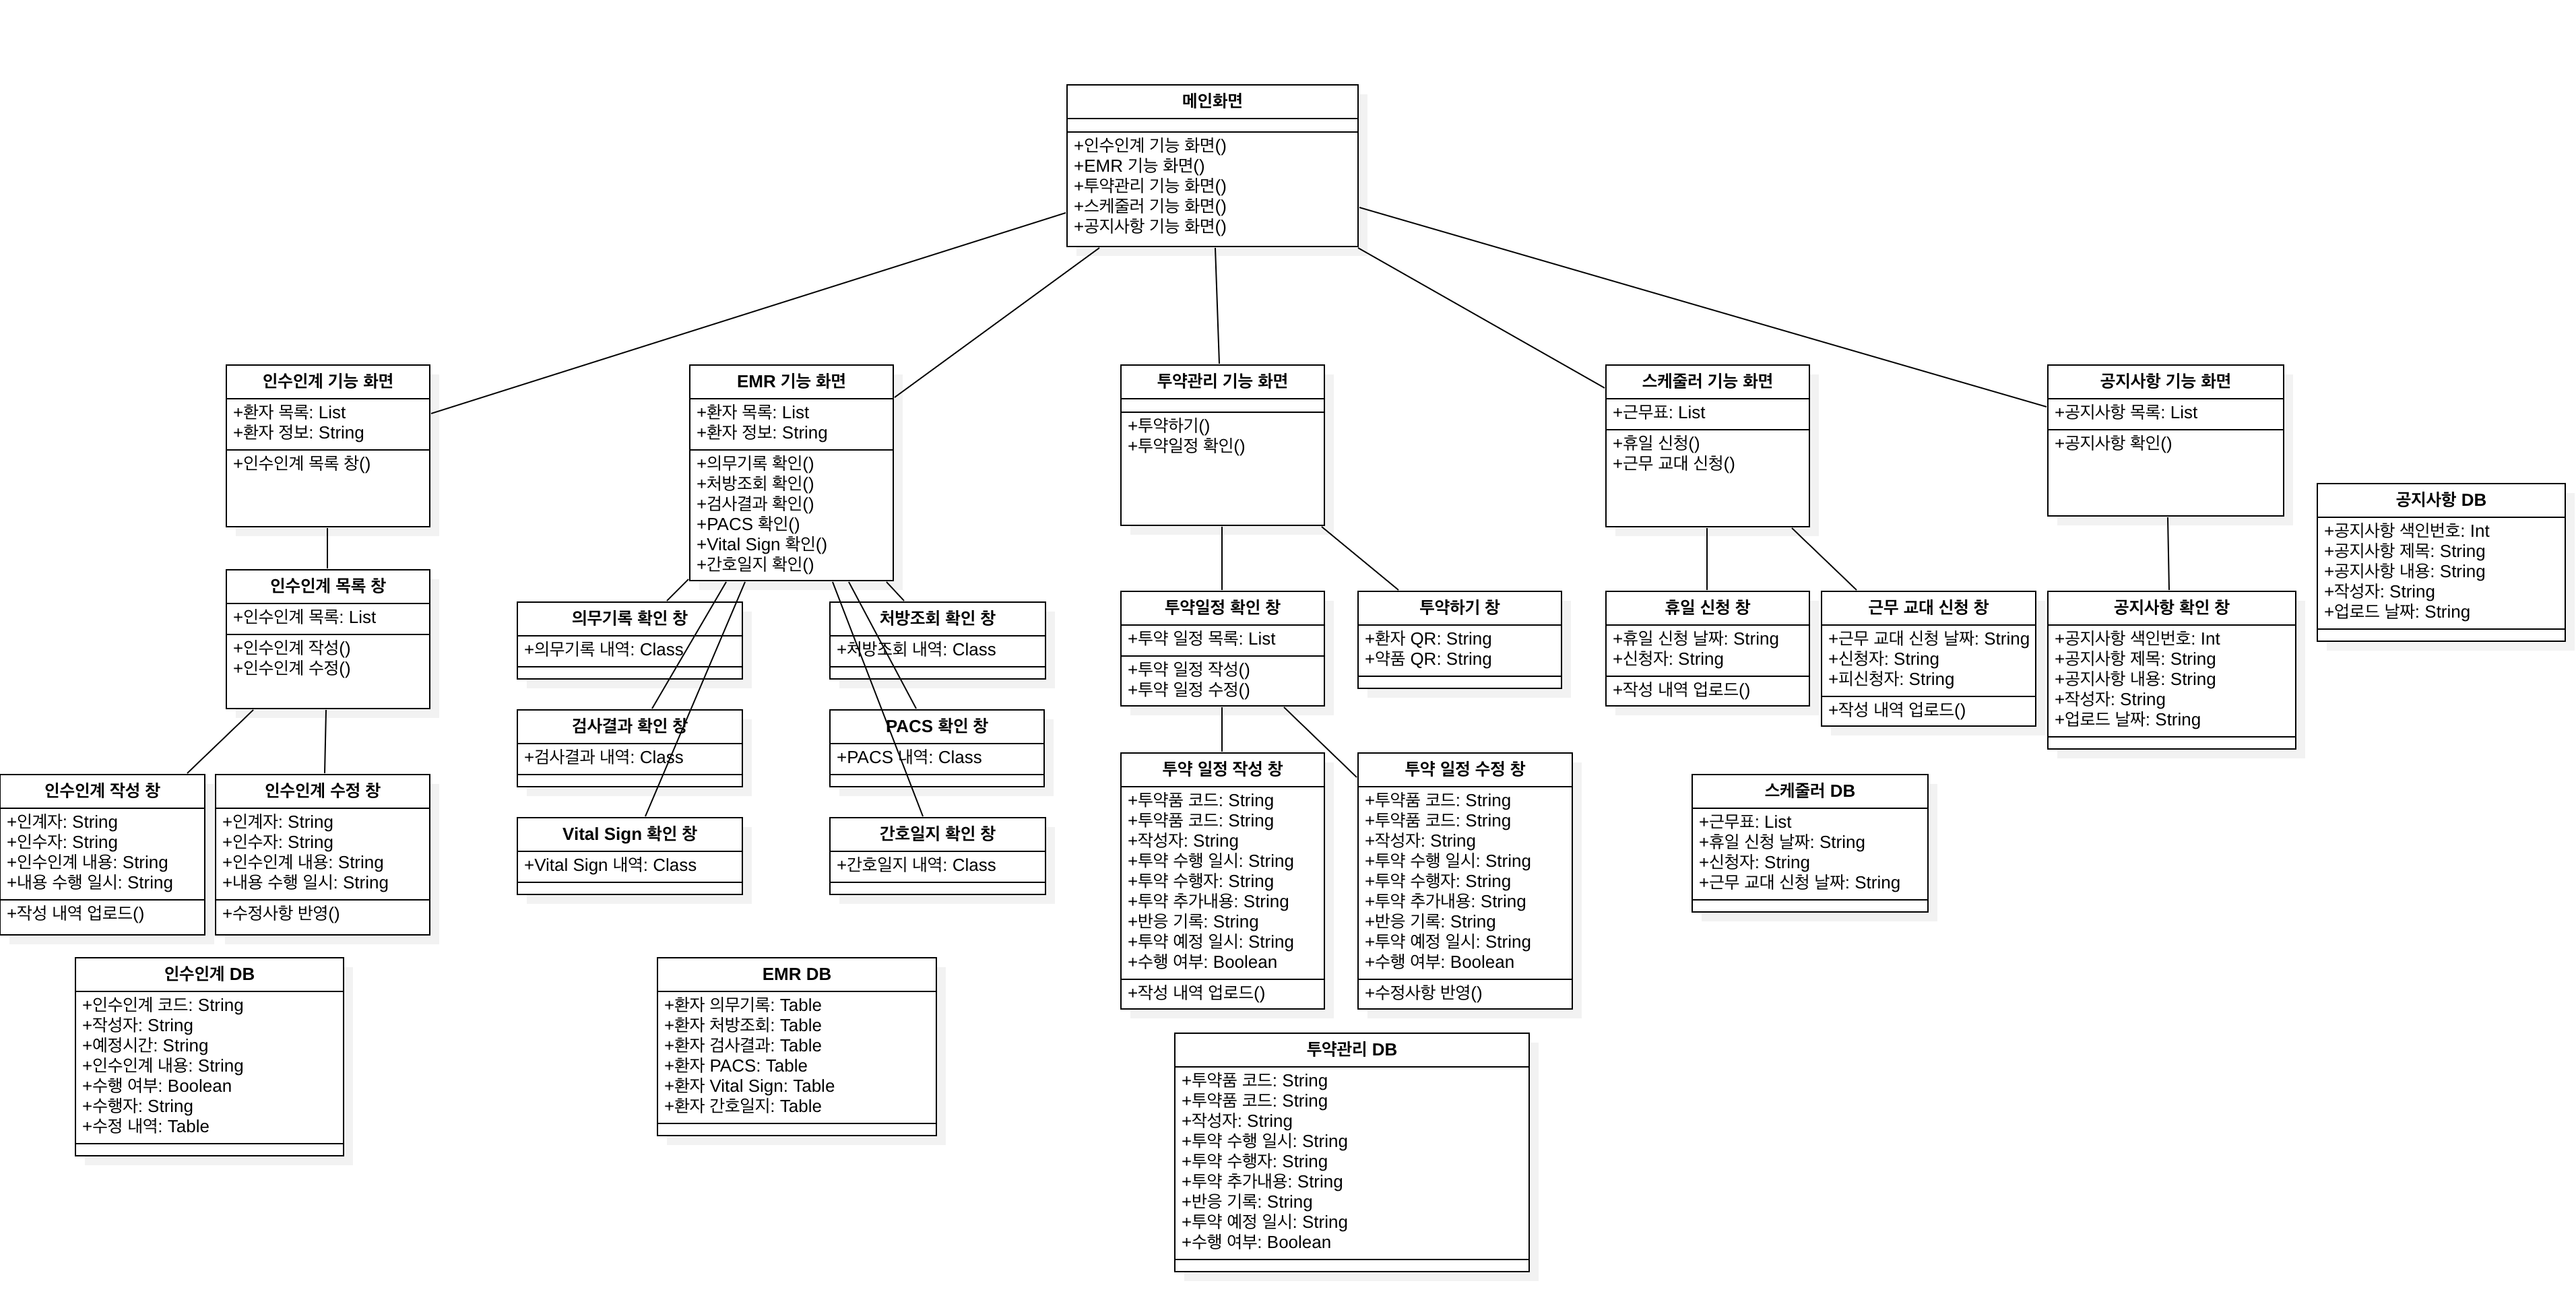 메인화면
+인수인계 기능 화면()
+EMR 기능 화면()
+투약관리 기능 화면()
+스케줄러 기능 화면()
+공지사항 기능 화면()
인수인계 기능 화면
+환자 목록: List
+환자 정보: String
+인수인계 목록 창()
EMR 기능 화면
+환자 목록: List
+환자 정보: String
+의무기록 확인()
+처방조회 확인()
+검사결과 확인()
+PACS 확인()
+Vital Sign 확인()
+간호일지 확인()
투약관리 기능 화면
+투약하기()
+투약일정 확인()
스케줄러 기능 화면
+근무표: List
+휴일 신청()
+근무 교대 신청()
공지사항 기능 화면
+공지사항 목록: List
+공지사항 확인()
공지사항 DB
+공지사항 색인번호: Int
+공지사항 제목: String
+공지사항 내용: String
+작성자: String
+업로드 날짜: String
인수인계 목록 창
+인수인계 목록: List
+인수인계 작성()
+인수인계 수정()
의무기록 확인 창
+의무기록 내역: Class
처방조회 확인 창
+처방조회 내역: Class
검사결과 확인 창
+검사결과 내역: Class
PACS 확인 창
+PACS 내역: Class
Vital Sign 확인 창
+Vital Sign 내역: Class
간호일지 확인 창
+간호일지 내역: Class
투약일정 확인 창
+투약 일정 목록: List
+투약 일정 작성()
+투약 일정 수정()
투약하기 창
+환자 QR: String
+약품 QR: String
휴일 신청 창
+휴일 신청 날짜: String
+신청자: String
+작성 내역 업로드()
근무 교대 신청 창
+근무 교대 신청 날짜: String
+신청자: String
+피신청자: String
+작성 내역 업로드()
공지사항 확인 창
+공지사항 색인번호: Int
+공지사항 제목: String
+공지사항 내용: String
+작성자: String
+업로드 날짜: String
인수인계 작성 창
+인계자: String
+인수자: String
+인수인계 내용: String
+내용 수행 일시: String
+작성 내역 업로드()
인수인계 수정 창
+인계자: String
+인수자: String
+인수인계 내용: String
+내용 수행 일시: String
+수정사항 반영()
투약 일정 작성 창
+투약품 코드: String
+투약품 코드: String
+작성자: String
+투약 수행 일시: String
+투약 수행자: String
+투약 추가내용: String
+반응 기록: String
+투약 예정 일시: String
+수행 여부: Boolean
+작성 내역 업로드()
투약 일정 수정 창
+투약품 코드: String
+투약품 코드: String
+작성자: String
+투약 수행 일시: String
+투약 수행자: String
+투약 추가내용: String
+반응 기록: String
+투약 예정 일시: String
+수행 여부: Boolean
+수정사항 반영()
스케줄러 DB
+근무표: List
+휴일 신청 날짜: String
+신청자: String
+근무 교대 신청 날짜: String
인수인계 DB
+인수인계 코드: String
+작성자: String
+예정시간: String
+인수인계 내용: String
+수행 여부: Boolean
+수행자: String
+수정 내역: Table
EMR DB
+환자 의무기록: Table
+환자 처방조회: Table
+환자 검사결과: Table
+환자 PACS: Table
+환자 Vital Sign: Table
+환자 간호일지: Table
투약관리 DB
+투약품 코드: String
+투약품 코드: String
+작성자: String
+투약 수행 일시: String
+투약 수행자: String
+투약 추가내용: String
+반응 기록: String
+투약 예정 일시: String
+수행 여부: Boolean